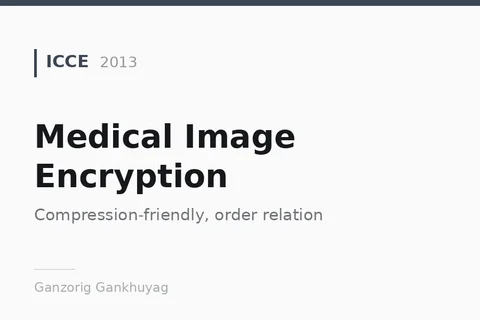 ICCE 2013
Medical Image
Encryption
Compression-friendly, order relation
Ganzorig Gankhuyag